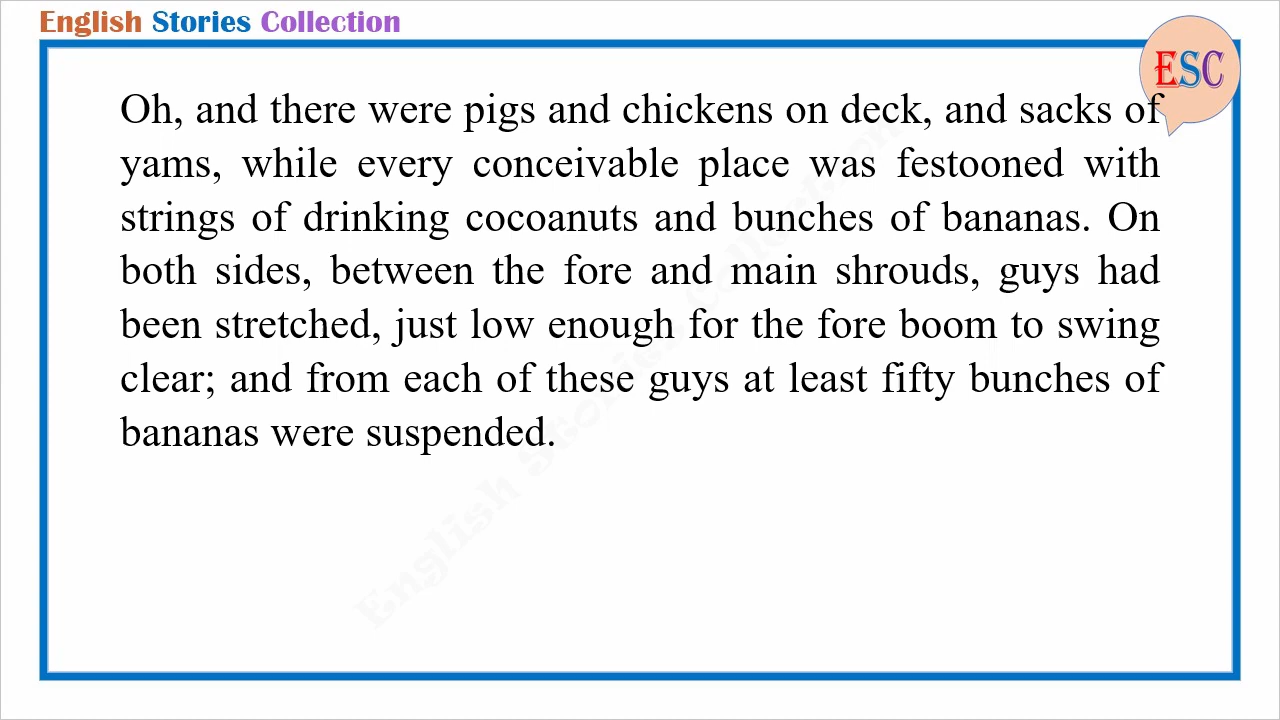 English Stories Collection
ESC
Oh, and there were pigs and chickens on deck, and sacks of
yams, while every conceivable place was festooned with
strings of drinking cocoanuts and bunches of bananas. On
both sides, between the fore and main shrouds, guys had
been stretched, just low enough for the fore boom to swing
clear; and from each of these guys at least fifty bunches of
bananas were suspended.
English Stories Collection